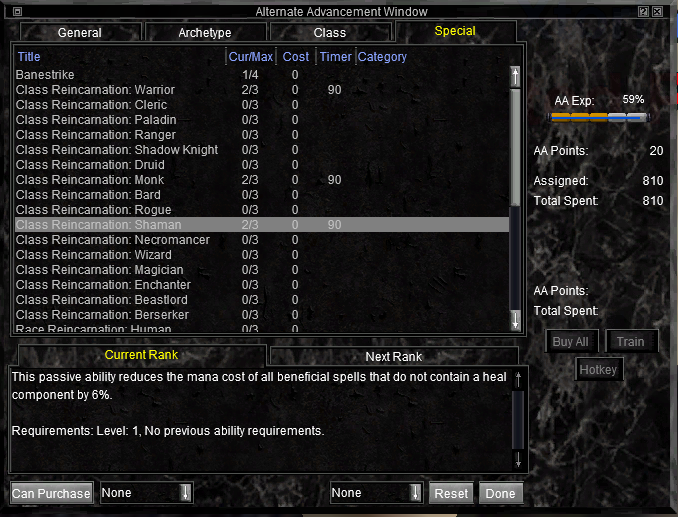 Alternate Advancement Window
General Archetype Class Special
Title Cur/Max Cost Timer Category
Banestrike 1/4 0
Class Reincarnation: Warrior 2/3 0 90
Class Reincarnation: Cleric 0/3 0
Class Reincarnation: Paladin 0/3 0
Class Reincarnation: Ranger 0/3 0
Class Reincarnation: Shadow Knight 0/3 0
Class Reincarnation: Druid 0/3 0
Class Reincarnation: Monk 2/3 0 90
Class Reincarnation: Bard 0/3 0
Class Reincarnation: Rogue 0/3 0
Class Reincarnation: Shaman 2/3 0 90
Class Reincarnation: Necromancer 0/3 0
Class Reincarnation: Wizard 0/3 0
Class Reincarnation: Magician 0/3 0
Class Reincarnation: Enchanter 0/3 0
Class Reincarnation: Beastlord 0/3 0
Class Reincarnation: Berserker 0/3 0
Race Reincarnation: Human 0/3 0
AA Exp: 59%
AA Points: 20
Assigned: 810
Total Spent: 810
AA Points:
Total Spent:
Buy All Train
Hotkey
Current Rank Next Rank
This passive ability reduces the mana cost of all beneficial spells that do not contain a heal
component by 6%.
Requirements: Level: 1, No previous ability requirements.
Can Purchase None None Reset Done